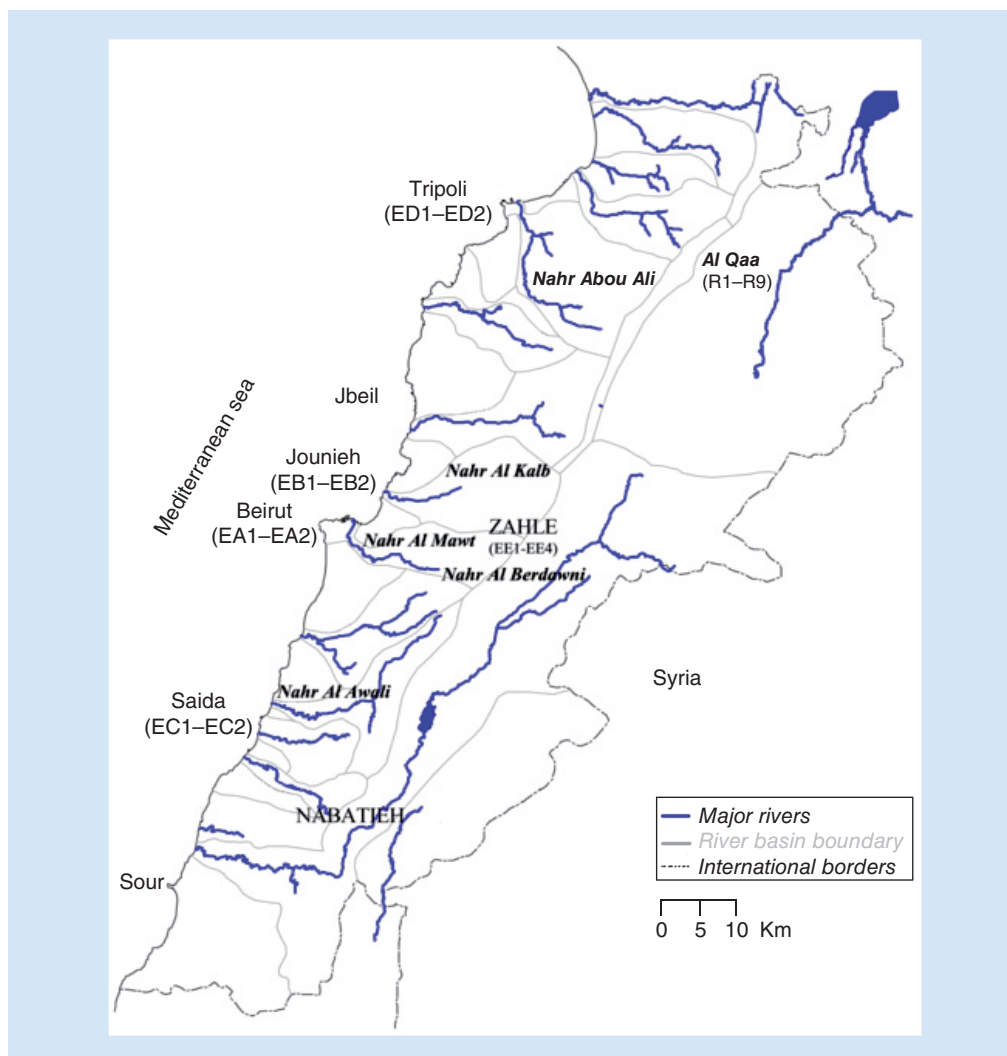 Tripoli
(ED1–ED2)
Nahr Abou Ali
Al Qaa
(R1–R9)
Mediterranean sea
Jbeil
Jounieh
(EB1–EB2)
Nahr Al Kalb
Beirut
(EA1–EA2)
Nahr Al Mawt
ZAHLE
(EE1-EE4)
Nahr Al Berdawni
Syria
Saida
(EC1–EC2)
Nahr Al Awali
NABATIEH
Sour
Major rivers
River basin boundary
International borders
0 5 10 Km